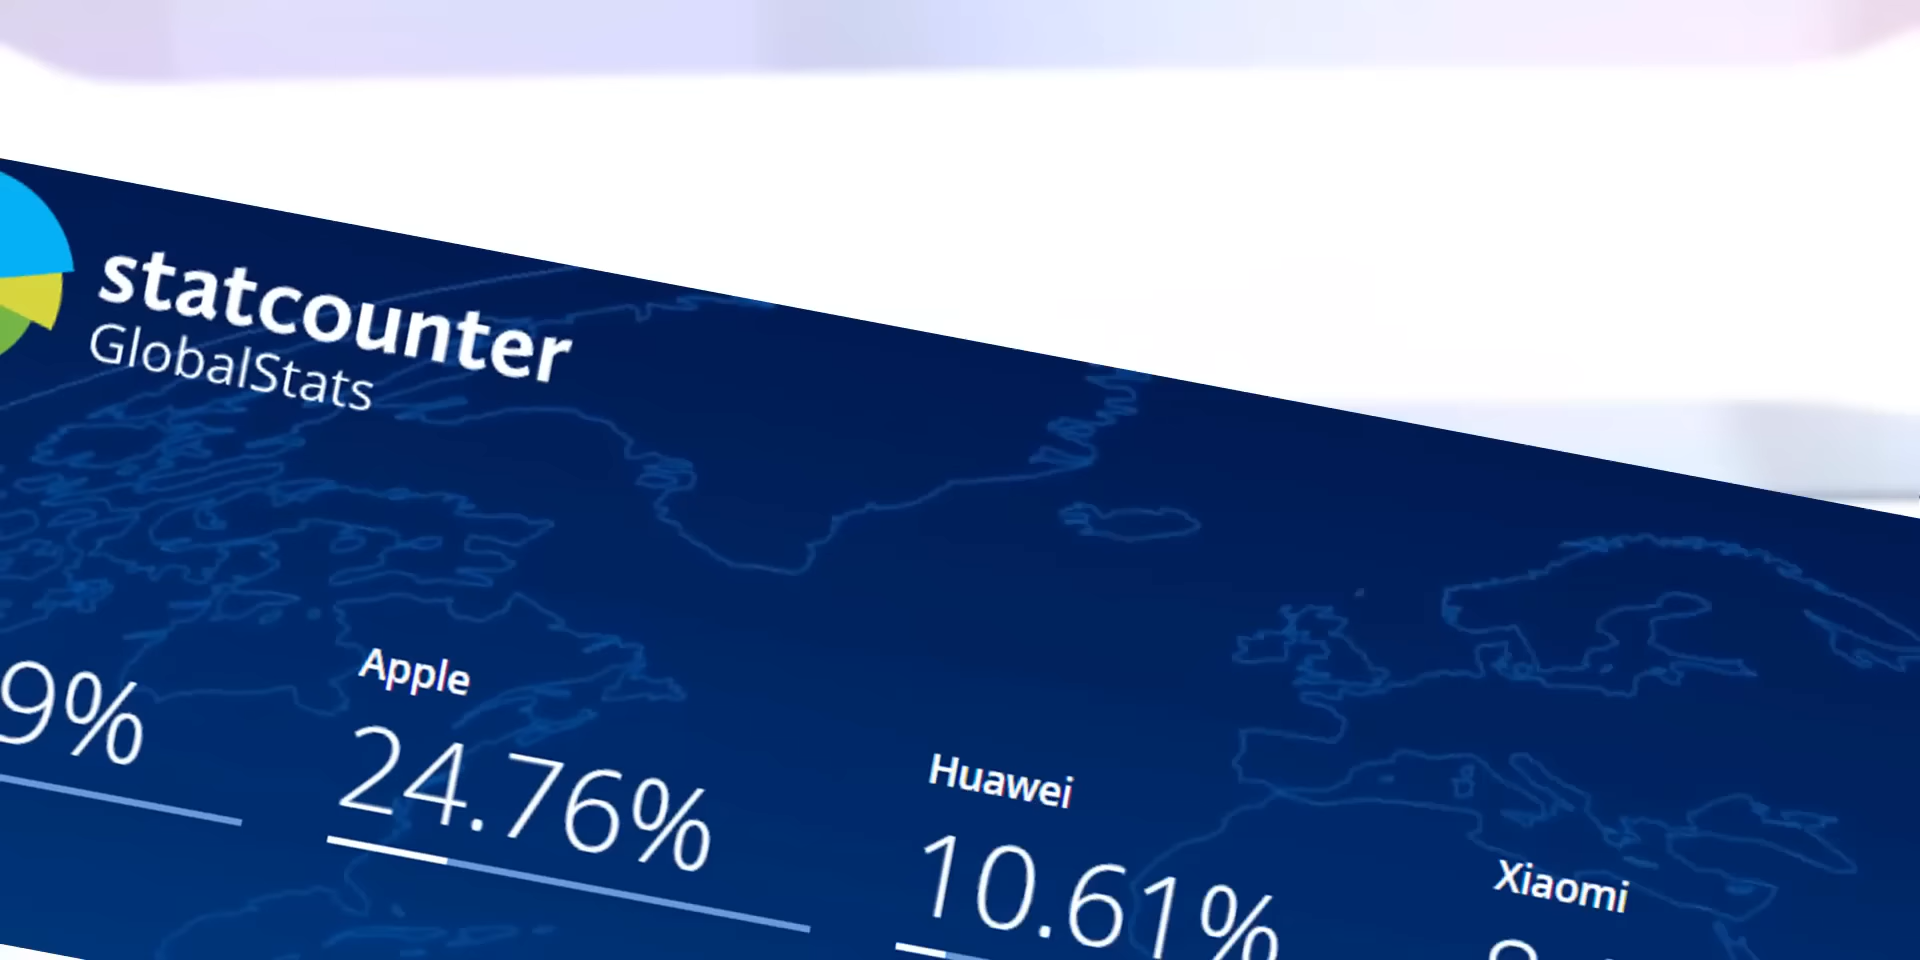 statcounter
GlobalStats
9%
Apple
24.76%
Huawei
10.61%
Xiaomi